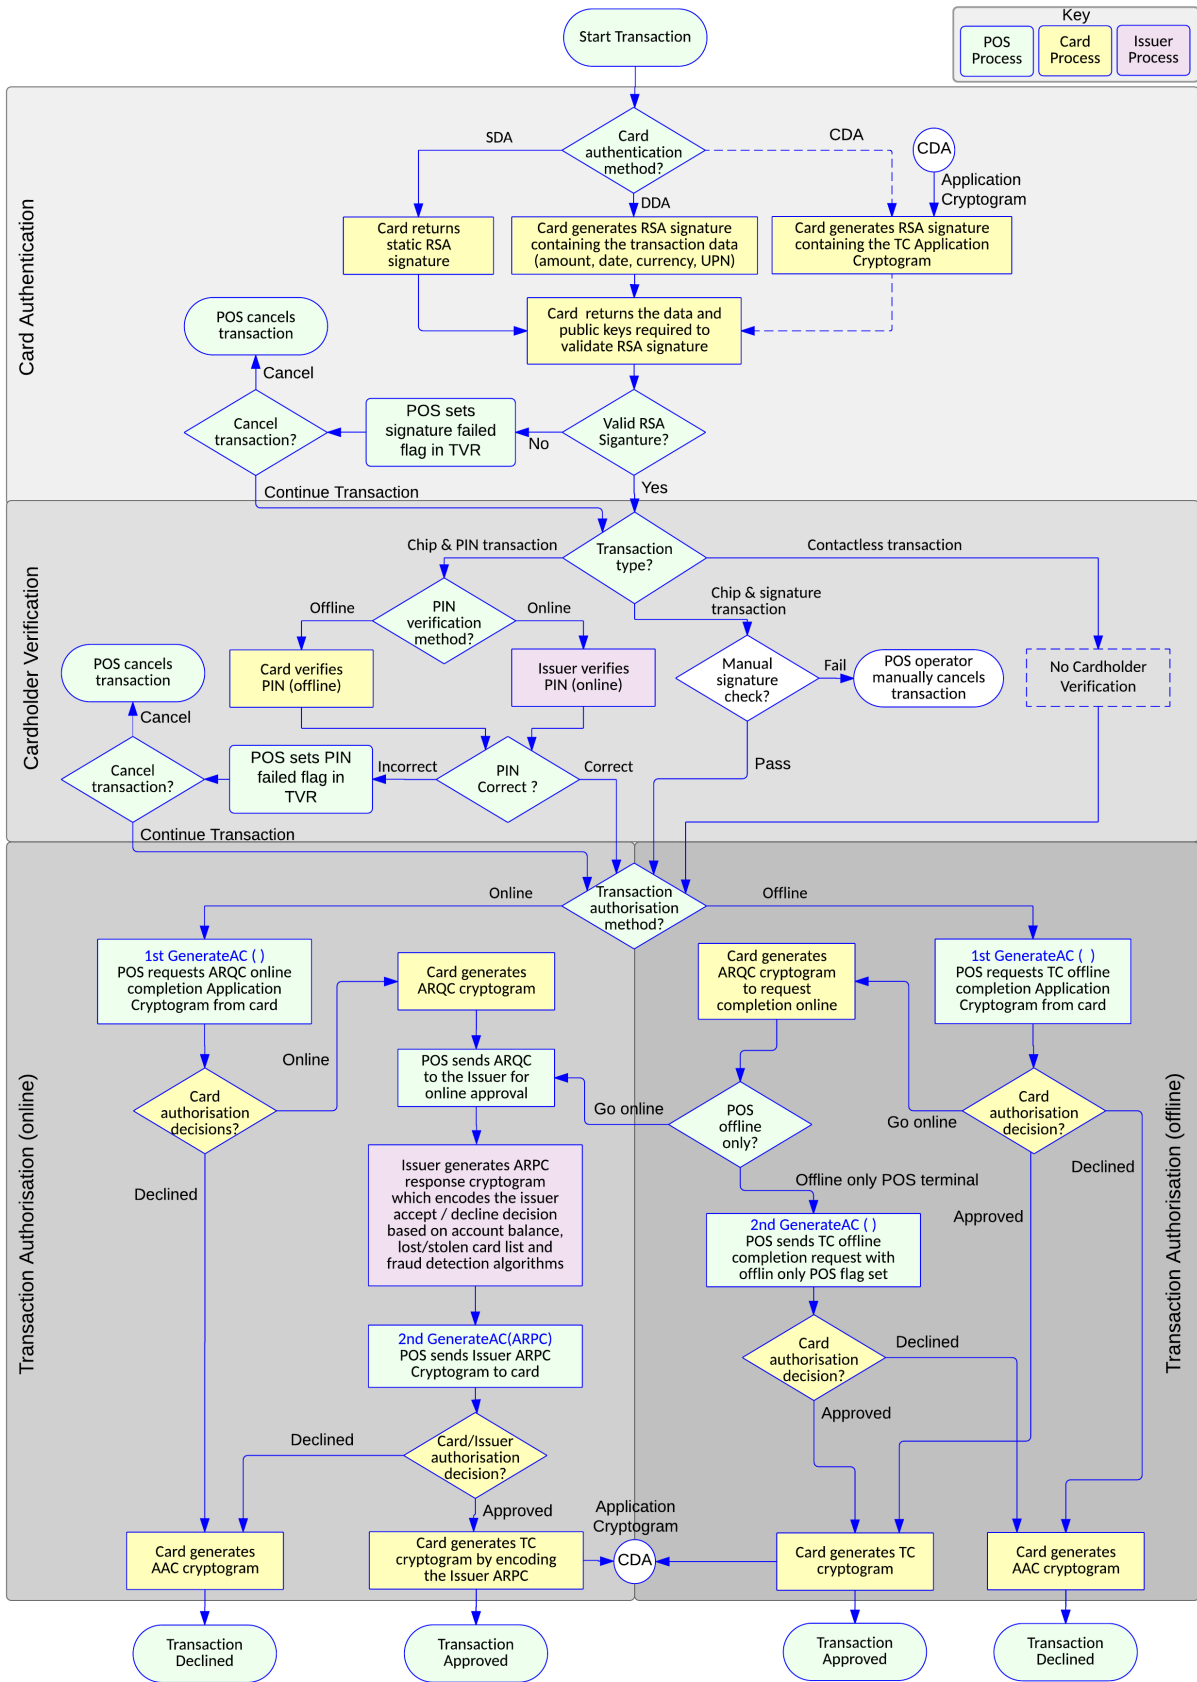 Start Transaction
Key
POS
Process
Card
Process
Issuer
Process
Card Authentication
Card
authentication
method?
SDA
CDA
DDA
CDA
Application
Cryptogram
Card returns
static RSA
signature
Card generates RSA signature
containing the transaction data
(amount, date, currency, UPN)
Card generates RSA signature
containing the TC Application
Cryptogram
Card returns the data and
public keys required to
validate RSA signature
POS cancels
transaction
Cancel
Cancel
transaction?
POS sets
signature failed
flag in TVR
No
Valid RSA
Siganture?
Continue Transaction
Yes
Cardholder Verification
Transaction
type?
Chip & PIN transaction
Contactless transaction
Chip & signature
transaction
Offline
PIN
verification
method?
Online
Card verifies
PIN (offline)
Issuer verifies
PIN (online)
Manual
signature
check?
Fail
POS operator
manually cancels
transaction
No Cardholder
Verification
POS cancels
transaction
Cancel
Cancel
transaction?
POS sets PIN
failed flag in
TVR
Incorrect
PIN
Correct ?
Correct
Pass
Continue Transaction
Transaction
authorisation
method?
Online
Offline
Transaction Authorisation (online)
1st GenerateAC ( )
POS requests ARQC online
completion Application
Cryptogram from card
Card
authorisation
decisions?
Online
Declined
Card generates
ARQC cryptogram
POS sends ARQC
to the Issuer for
online approval
Issuer generates ARPC
response cryptogram
which encodes the issuer
accept / decline decision
based on account balance,
lost/stolen card list and
fraud detection algorithms
2nd GenerateAC(ARPC)
POS sends Issuer ARPC
Cryptogram to card
Card/Issuer
authorisation
decision?
Declined
Approved
Card generates
AAC cryptogram
Card generates TC
cryptogram by encoding
the Issuer ARPC
Application
Cryptogram
CDA
Transaction
Declined
Transaction
Approved
Transaction Authorisation (offline)
Card generates
ARQC cryptogram
to request
completion online
1st GenerateAC (  )
POS requests TC offline
completion Application
Cryptogram from card
POS
offline
only?
Go online
Go online
Card
authorisation
decision?
Declined
Approved
Offline only POS terminal
2nd GenerateAC ( )
POS sends TC offline
completion request with
offlin only POS flag set
Card
authorisation
decision?
Declined
Approved
Card generates TC
cryptogram
Card generates
AAC cryptogram
Transaction
Approved
Transaction
Declined